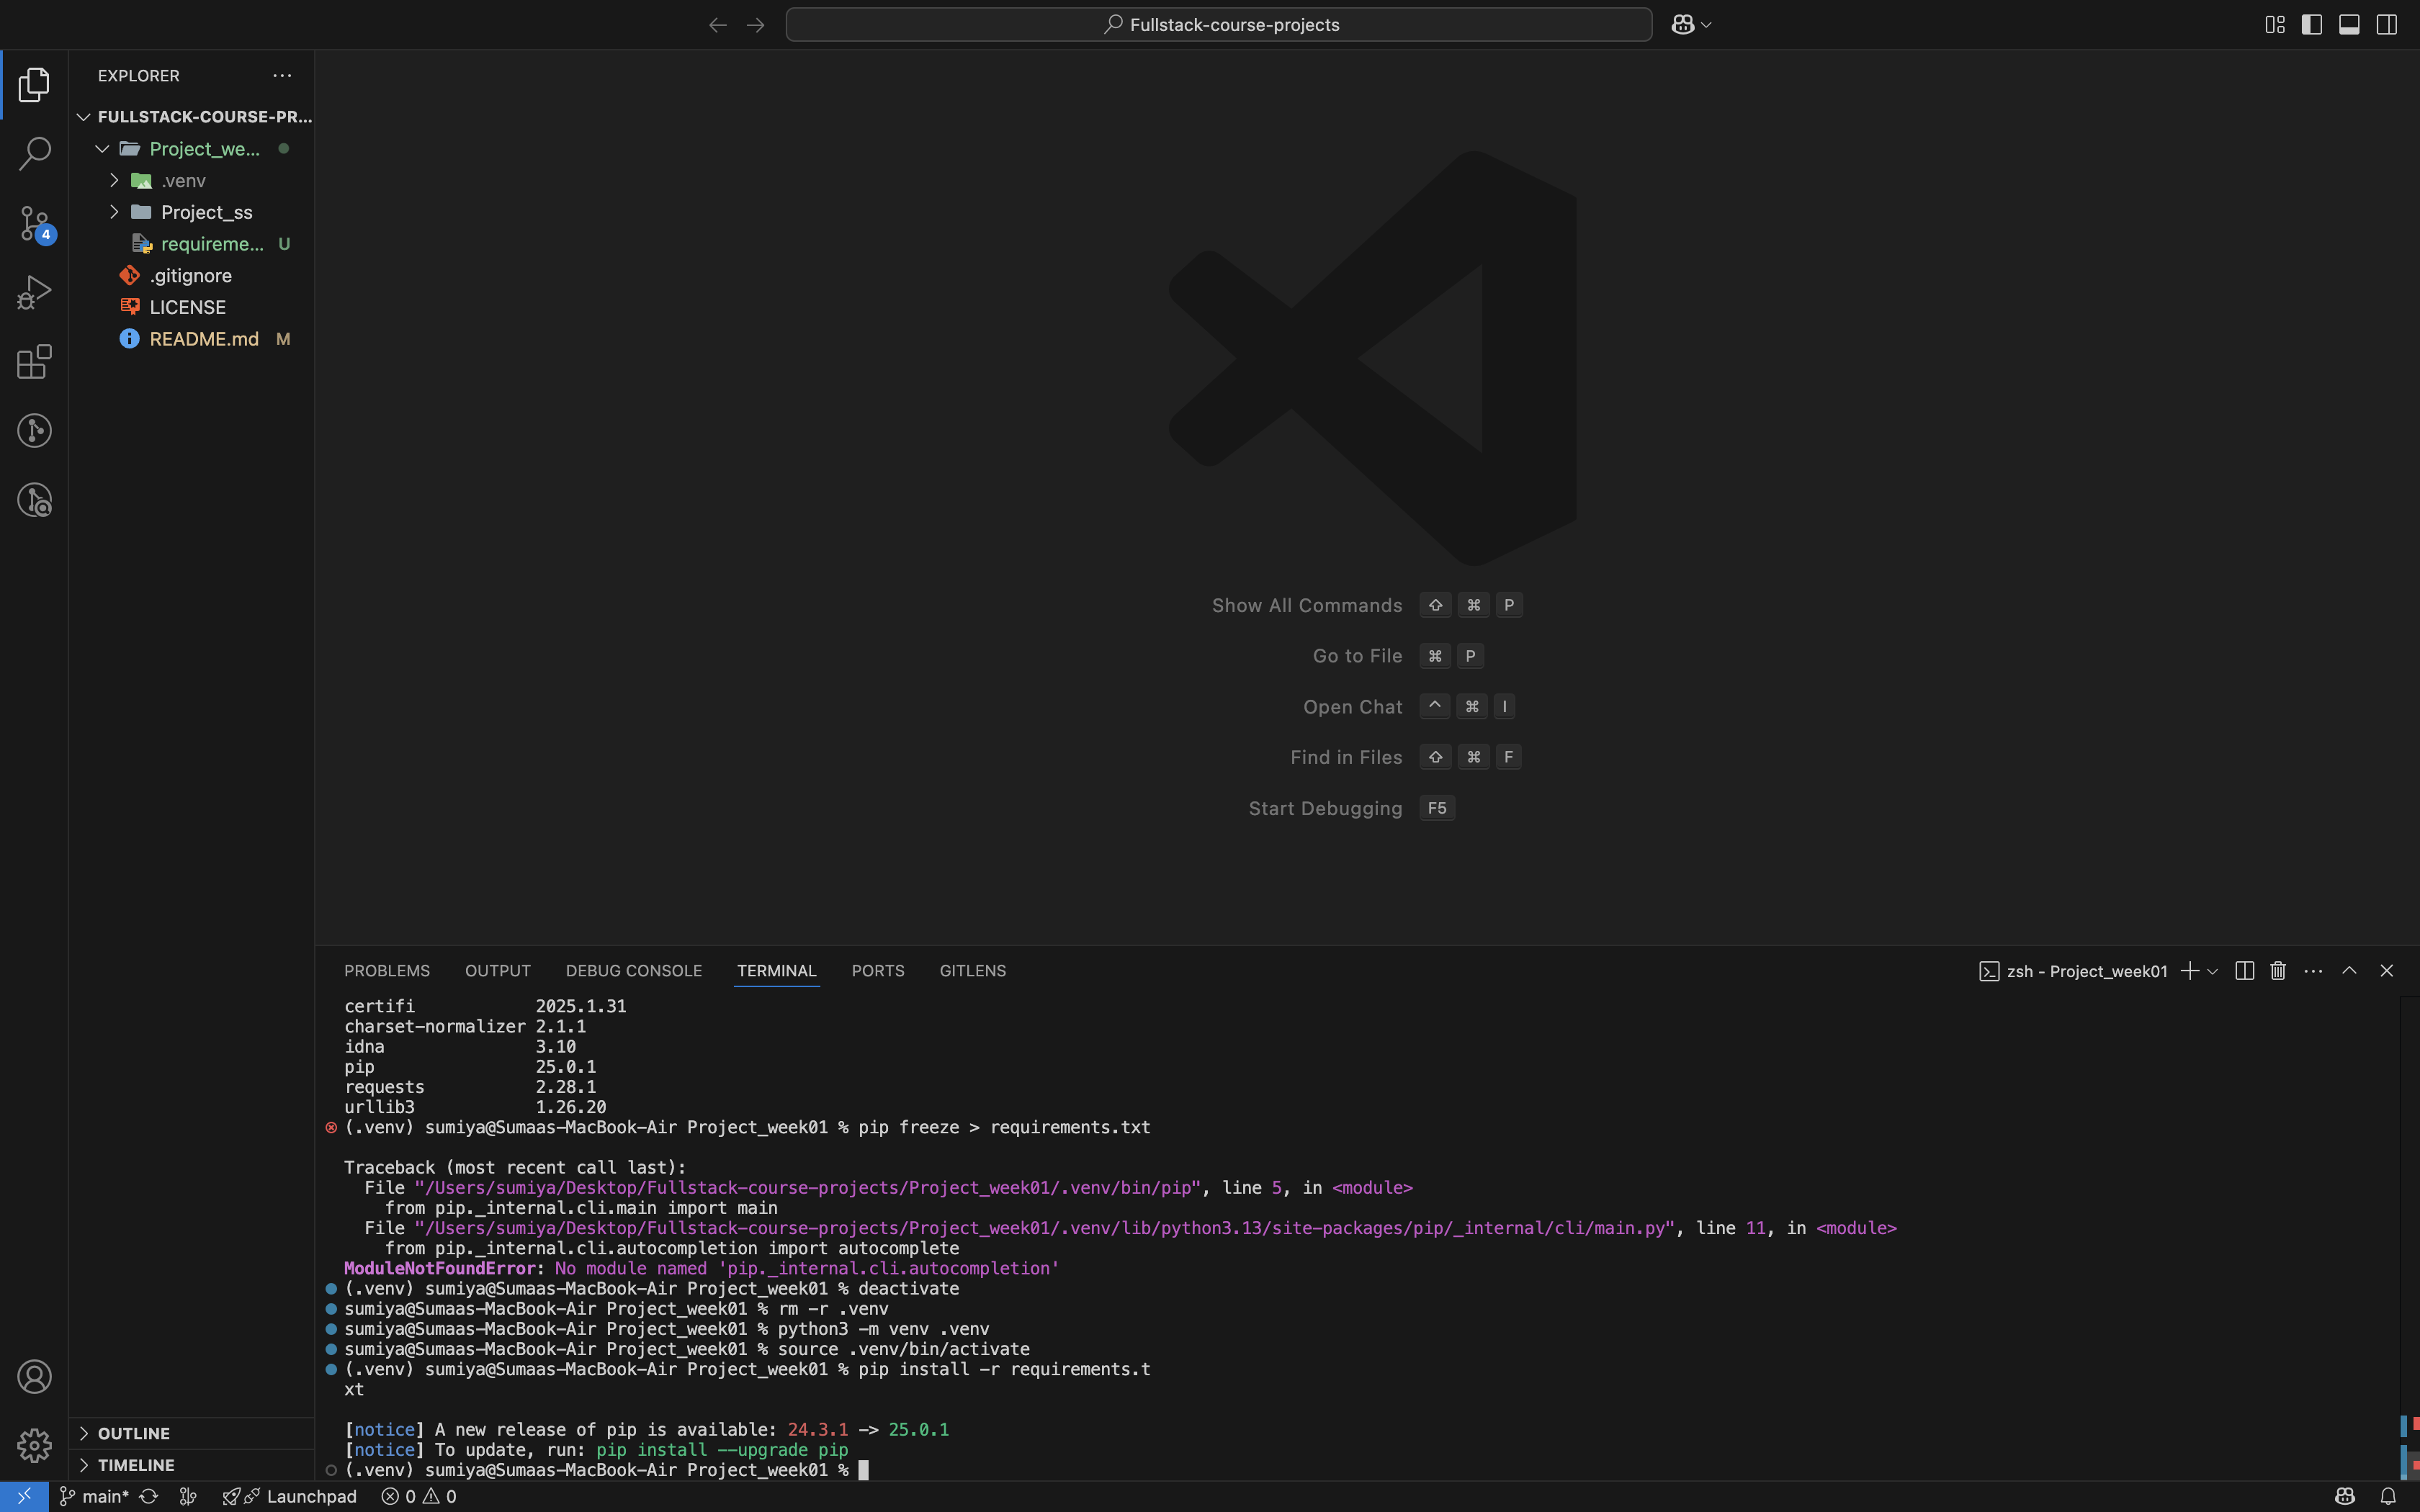 Fullstack-course-projects
EXPLORER
FULLSTACK-COURSE-PR...
Project_we...
.venv
Project_ss
requireme... U
.gitignore
LICENSE
README.md M
4
OUTLINE
TIMELINE
Show All Commands ⇧ ⌘ P
Go to File ⌘ P
Open Chat ^ ⌘ I
Find in Files ⇧ ⌘ F
Start Debugging F5
PROBLEMS OUTPUT DEBUG CONSOLE TERMINAL PORTS GITLENS
zsh - Project_week01
certifi 2025.1.31
charset-normalizer 2.1.1
idna 3.10
pip 25.0.1
requests 2.28.1
urllib3 1.26.20
(.venv) sumiya@Sumaas-MacBook-Air Project_week01 % pip freeze > requirements.txt
Traceback (most recent call last):
File "/Users/sumiya/Desktop/Fullstack-course-projects/Project_week01/.venv/bin/pip", line 5, in <module>
from pip._internal.cli.main import main
File "/Users/sumiya/Desktop/Fullstack-course-projects/Project_week01/.venv/lib/python3.13/site-packages/pip/_internal/cli/main.py", line 11, in <module>
from pip._internal.cli.autocompletion import autocomplete
ModuleNotFoundError: No module named 'pip._internal.cli.autocompletion'
(.venv) sumiya@Sumaas-MacBook-Air Project_week01 % deactivate
sumiya@Sumaas-MacBook-Air Project_week01 % rm -r .venv
sumiya@Sumaas-MacBook-Air Project_week01 % python3 -m venv .venv
sumiya@Sumaas-MacBook-Air Project_week01 % source .venv/bin/activate
(.venv) sumiya@Sumaas-MacBook-Air Project_week01 % pip install -r requirements.t
xt
[notice] A new release of pip is available: 24.3.1 -> 25.0.1
[notice] To update, run: pip install --upgrade pip
(.venv) sumiya@Sumaas-MacBook-Air Project_week01 %
main* Launchpad 0 0